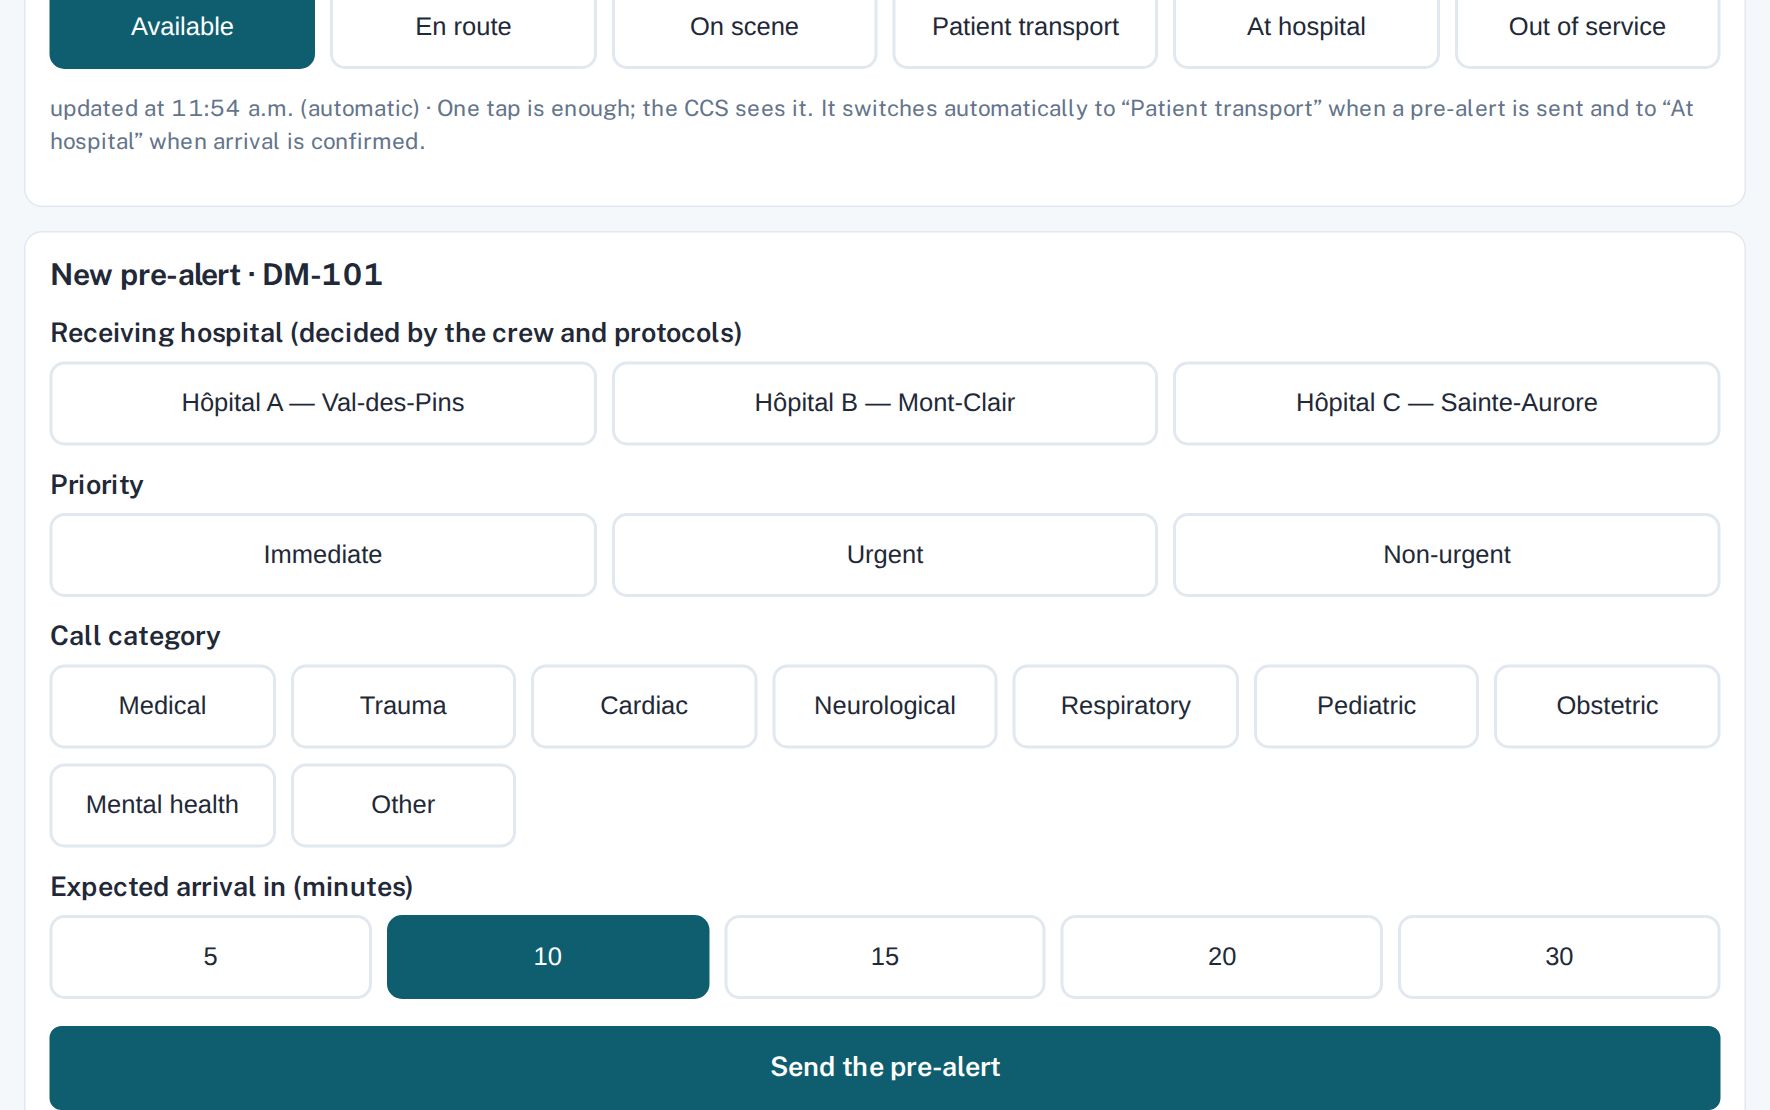 Available
En route
On scene
Patient transport
At hospital
Out of service
updated at 11:54 a.m. (automatic) · One tap is enough; the CCS sees it. It switches automatically to “Patient transport” when a pre-alert is sent and to “At
hospital” when arrival is confirmed.
New pre-alert · DM-101
Receiving hospital (decided by the crew and protocols)
Hôpital A — Val-des-Pins
Hôpital B — Mont-Clair
Hôpital C — Sainte-Aurore
Priority
Immediate
Urgent
Non-urgent
Call category
Medical
Trauma
Cardiac
Neurological
Respiratory
Pediatric
Obstetric
Mental health
Other
Expected arrival in (minutes)
5
10
15
20
30
Send the pre-alert